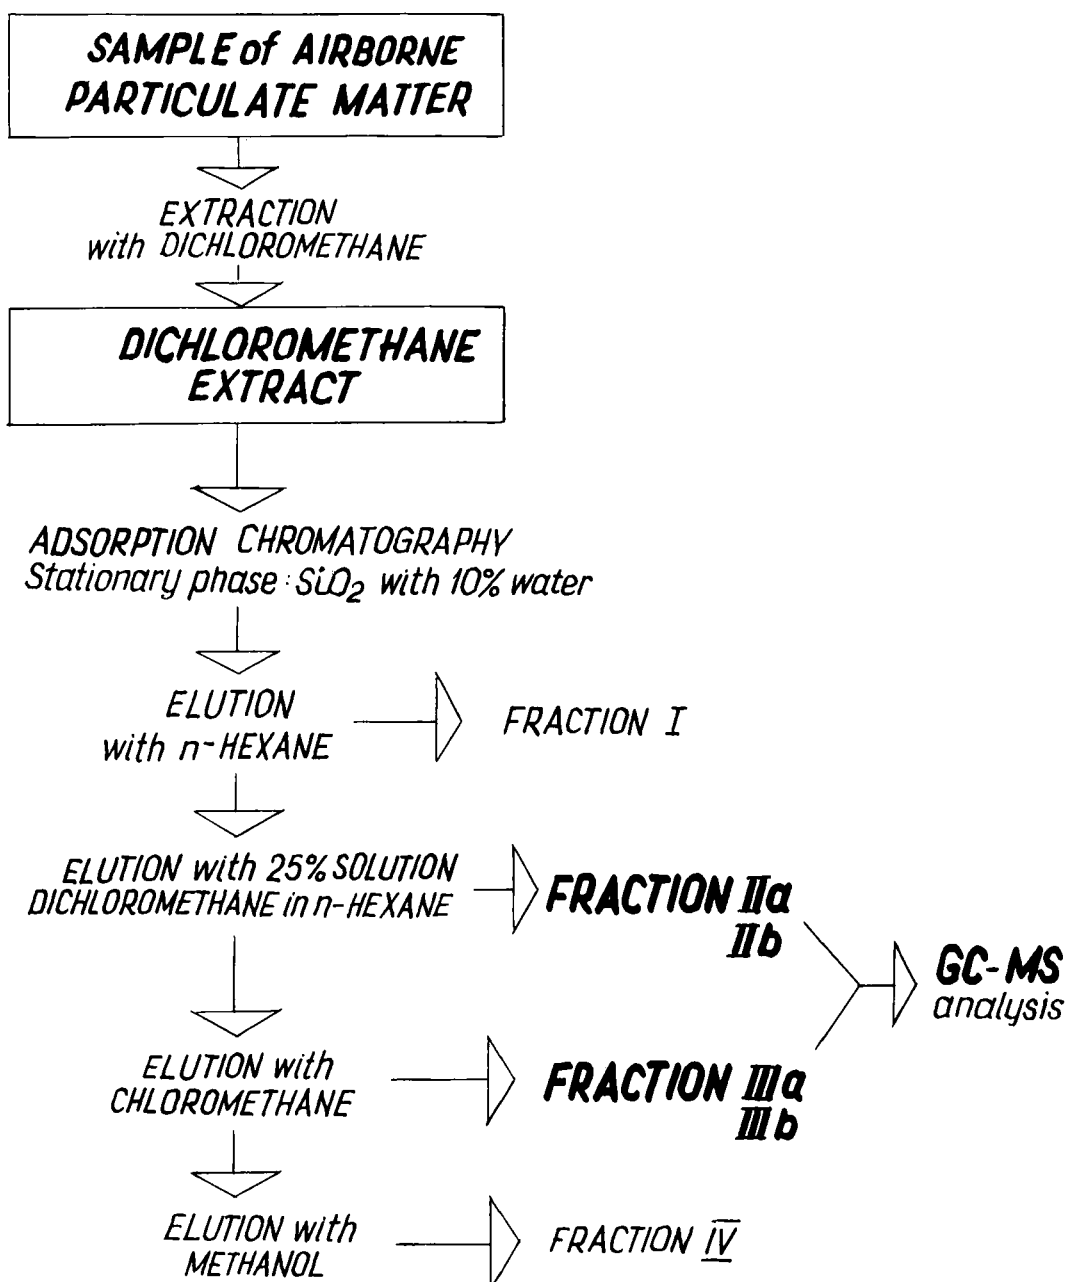 SAMPLE of AIRBORNE
PARTICULATE MATTER
EXTRACTION
with DICHLOROMETHANE
DICHLOROMETHANE
EXTRACT
ADSORPTION CHROMATOGRAPHY
Stationary phase : SiO₂ with 10% water
ELUTION
with n-HEXANE
FRACTION I
ELUTION with 25% SOLUTION
DICHLOROMETHANE in n-HEXANE
FRACTION IIa
IIb
GC-MS
analysis
ELUTION with
CHLOROMETHANE
FRACTION IIIa
IIIb
ELUTION with
METHANOL
FRACTION IV